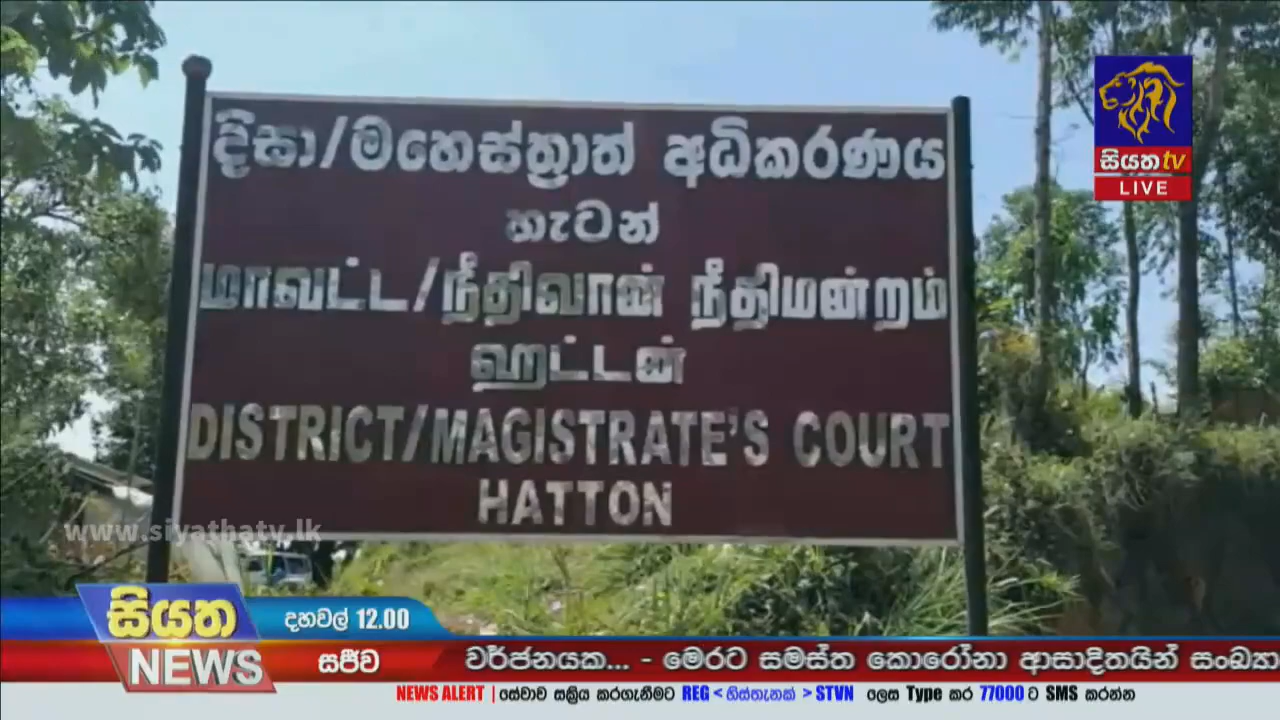 දිසා/මහෙස්ත්‍රාත් අධිකරණය
හැටන්
மாவட்ட/நீதிவான் நீதிமன்றம்
ஹட்டன்
DISTRICT/MAGISTRATE'S COURT
HATTON
සියත tv
LIVE
www.siyathatv.lk
සියත
NEWS
දහවල් 12.00
සජීව
වර්ජනයක... - මෙරට සමස්ත කොරෝනා ආසාදිතයින් සංඛ්‍යා
NEWS ALERT | සේවාව සක්‍රිය කරගැනීමට REG < හිස්තැනක් > STVN ලෙස Type කර 77000 ට SMS කරන්න